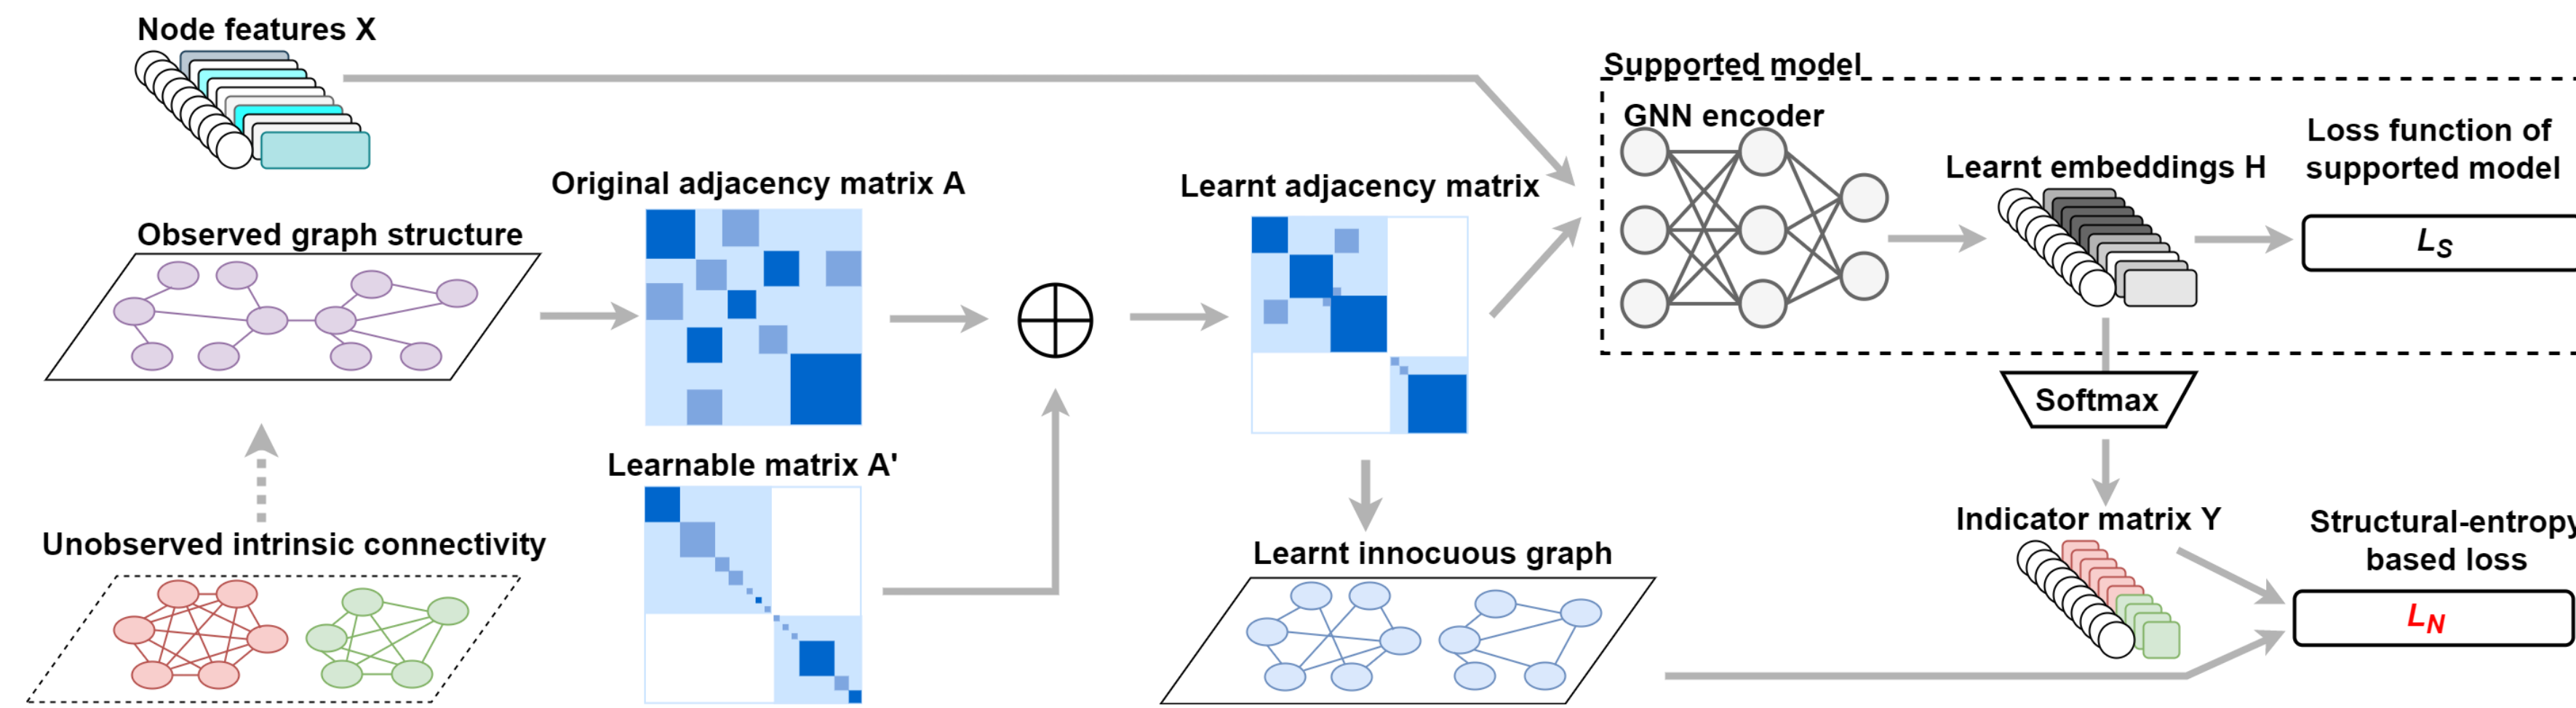 Node features X
Supported model
GNN encoder
Loss function of
supported model
Learnt embeddings H
Original adjacency matrix A
Learnt adjacency matrix
Observed graph structure
L_S
Softmax
Learnable matrix A'
Indicator matrix Y
Structural-entropy
based loss
Unobserved intrinsic connectivity
Learnt innocuous graph
L_N